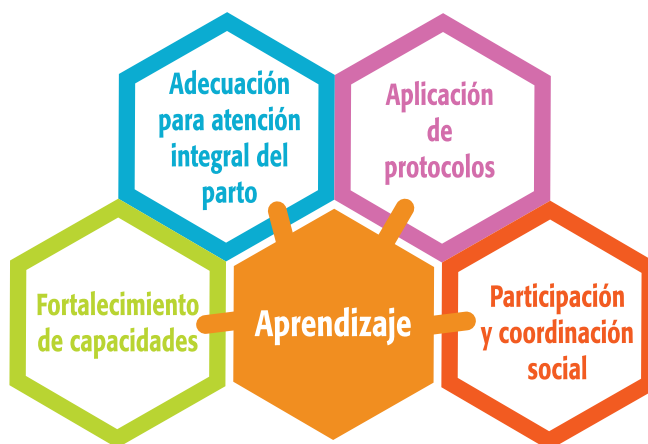 Adecuación
para atención
integral del
parto
Aplicación
de
protocolos
Fortalecimiento
de capacidades
Aprendizaje
Participación
y coordinación
social